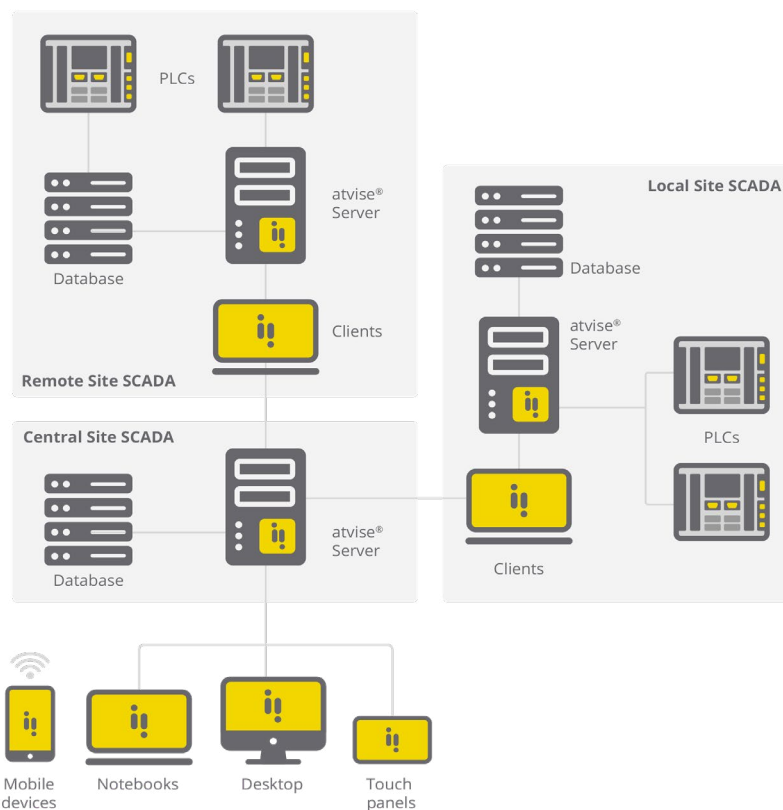 PLCs
atvise®
Server
Database
Clients
Remote Site SCADA
Local Site SCADA
Database
atvise®
Server
PLCs
Clients
Central Site SCADA
atvise®
Server
Database
Mobile
devices
Notebooks
Desktop
Touch
panels